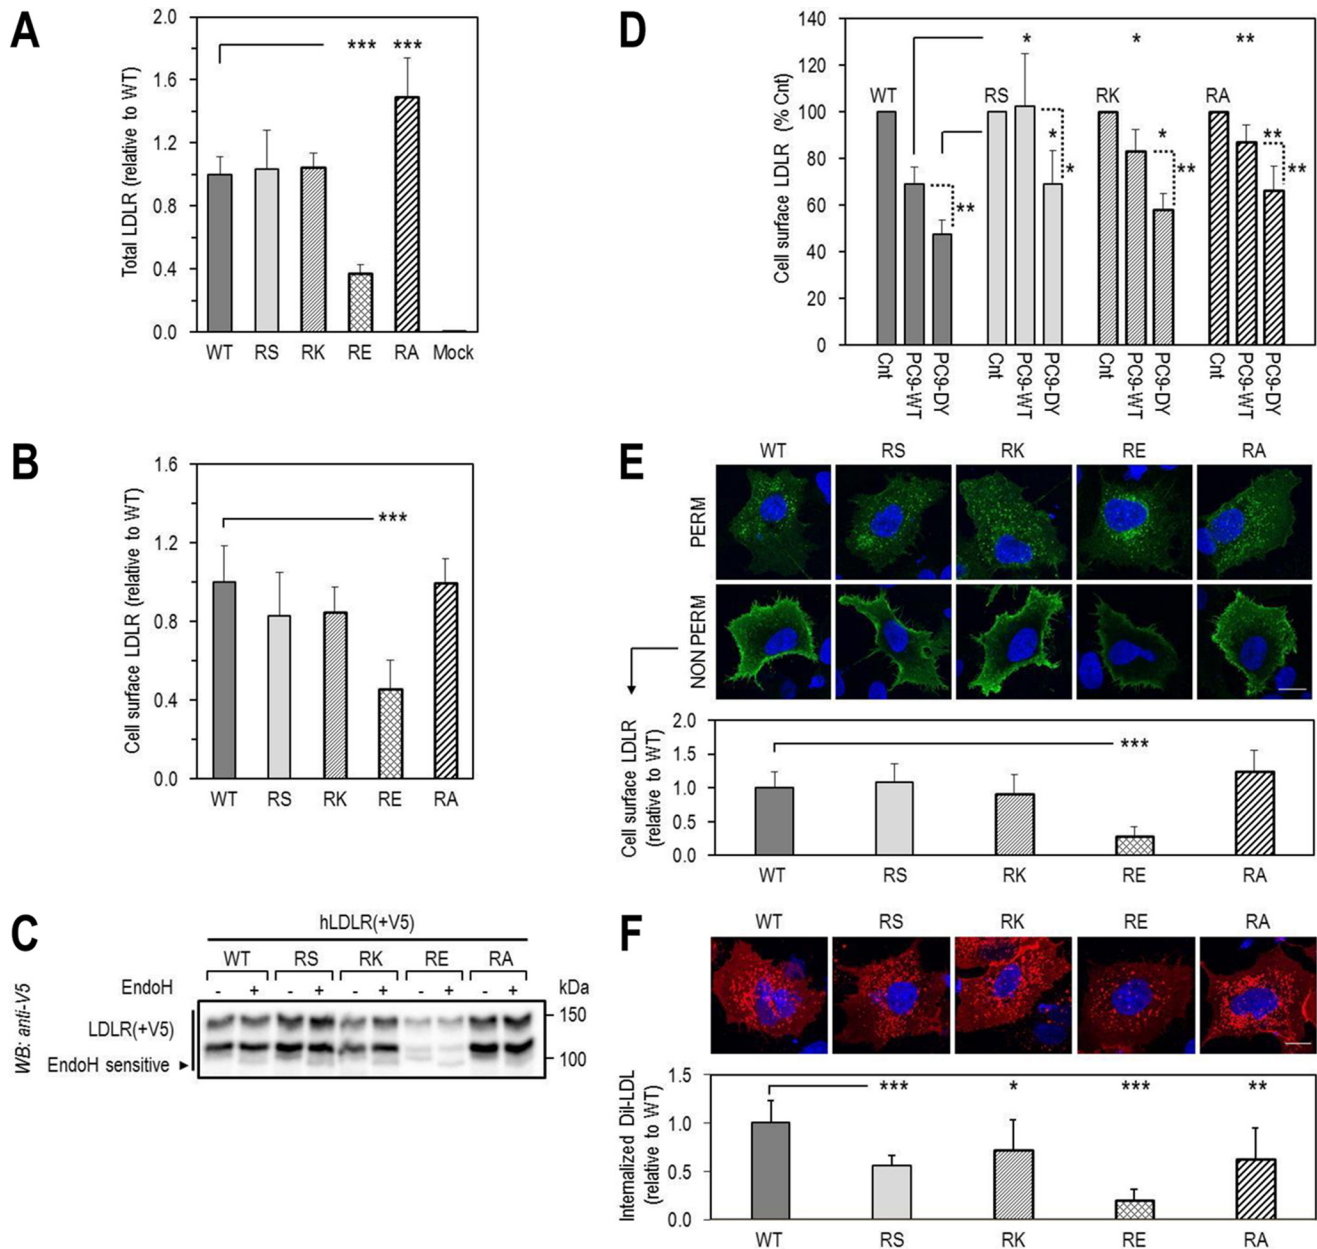 A
Total LDLR (relative to WT)
2.0
1.6
1.2
0.8
0.4
0.0
*** ***
WT RS RK RE RA Mock
B
Cell surface LDLR (relative to WT)
1.6
1.2
0.8
0.4
0.0
***
WT RS RK RE RA
C
hLDLR(+V5)
WT RS RK RE RA
EndoH - + - + - + - + - + kDa
WB: anti-V5
LDLR(+V5)
EndoH sensitive
150
100
D
Cell surface LDLR (% Cnt)
140
120
100
80
60
40
20
0
* * **
WT RS RK RA
* * **
** * ** **
Cnt PC9-WT PC9-DY Cnt PC9-WT PC9-DY Cnt PC9-WT PC9-DY Cnt PC9-WT PC9-DY
E
WT RS RK RE RA
PERM
NON PERM
Cell surface LDLR
(relative to WT)
2.0
1.5
1.0
0.5
0.0
***
WT RS RK RE RA
F
WT RS RK RE RA
Internalized DiI-LDL
(relative to WT)
1.5
1.0
0.5
0.0
*** * *** **
WT RS RK RE RA